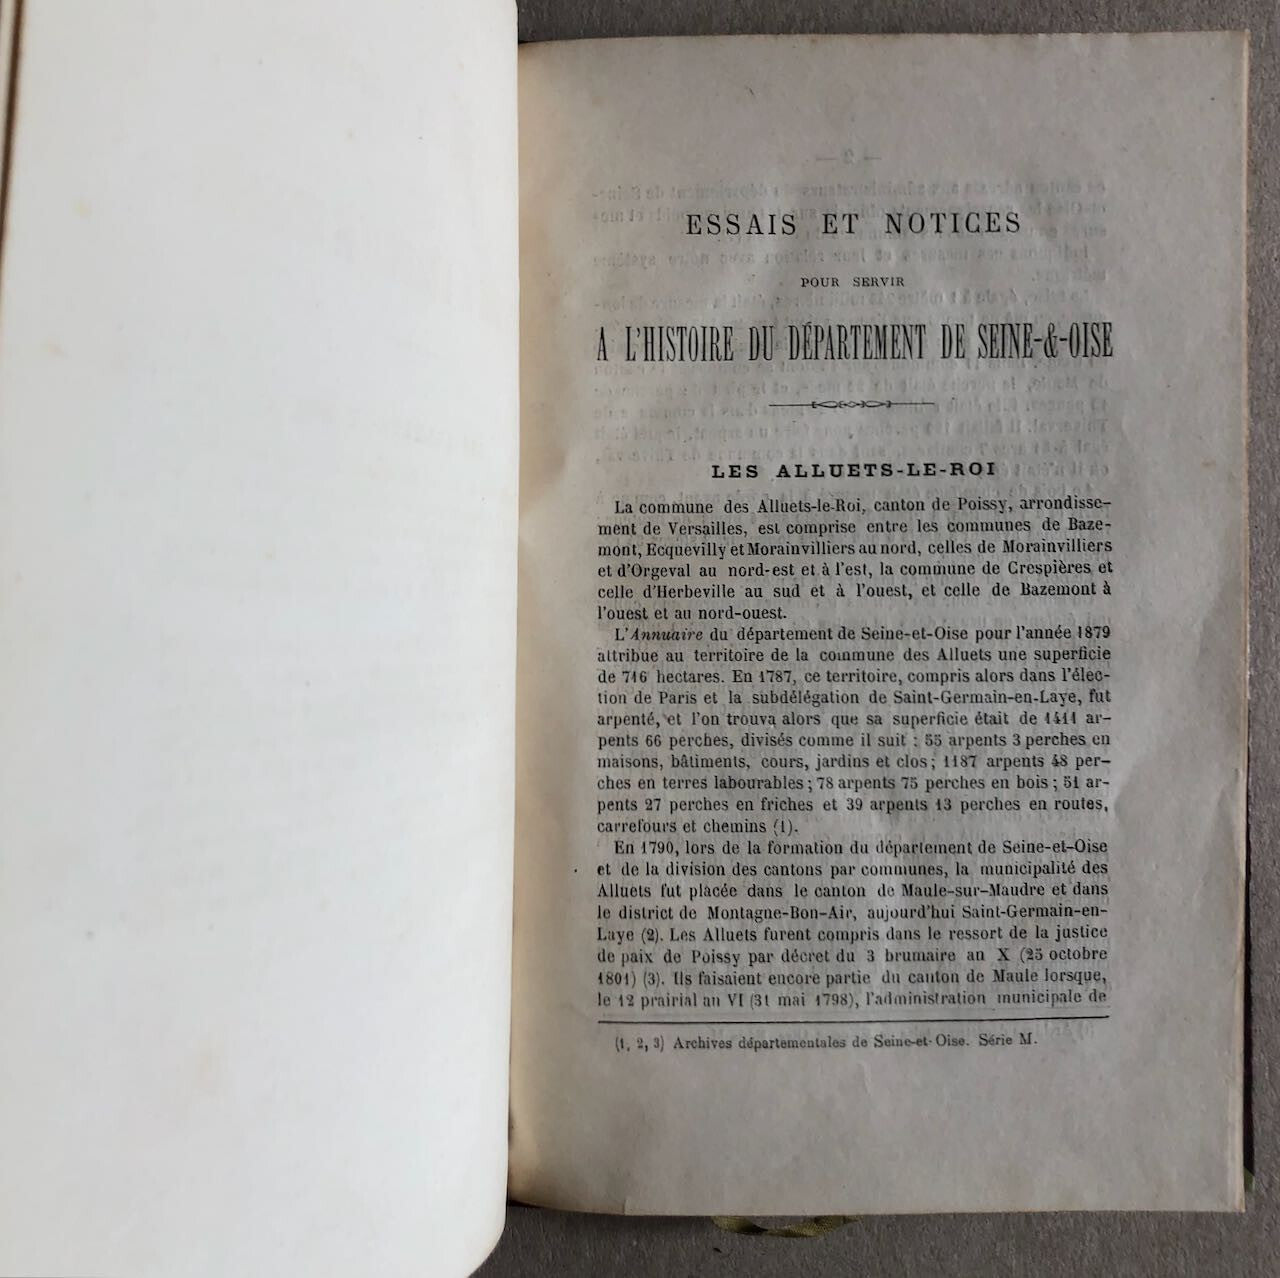 ESSAIS ET NOTICES
POUR SERVIR
A L'HISTOIRE DU DÉPARTEMENT DE SEINE-&-OISE
LES ALLUETS-LE-ROI
La commune des Alluets-le-Roi, canton de Poissy, arrondisse-
ment de Versailles, est comprise entre les communes de Baze-
mont, Ecquevilly et Morainvilliers au nord, celles de Morainvilliers
et d'Orgeval au nord-est et à l'est, la commune de Crespières et
celle d'Herbeville au sud et à l'ouest, et celle de Bazemont à
l'ouest et au nord-ouest.
L'Annuaire du département de Seine-et-Oise pour l'année 1879
attribue au territoire de la commune des Alluets une superficie
de 716 hectares. En 1787, ce territoire, compris alors dans l'élec-
tion de Paris et la subdélégation de Saint-Germain-en-Laye, fut
arpenté, et l'on trouva alors que sa superficie était de 1411 ar-
pents 66 perches, divisés comme il suit : 55 arpents 3 perches en
maisons, bâtiments, cours, jardins et clos ; 1187 arpents 48 per-
ches en terres labourables ; 78 arpents 75 perches en bois ; 51 ar-
pents 27 perches en friches et 39 arpents 13 perches en routes,
carrefours et chemins (1).
En 1790, lors de la formation du département de Seine-et-Oise
et de la division des cantons par communes, la municipalité des
Alluets fut placée dans le canton de Maule-sur-Maudre et dans
le district de Montagne-Bon-Air, aujourd'hui Saint-Germain-en-
Laye (2). Les Alluets furent compris dans le ressort de la justice
de paix de Poissy par décret du 3 brumaire an X (25 octobre
1801) (3). Ils faisaient encore partie du canton de Maule lorsque,
le 12 prairial an VI (31 mai 1798), l'administration municipale de
(1, 2, 3) Archives départementales de Seine-et-Oise. Série M.